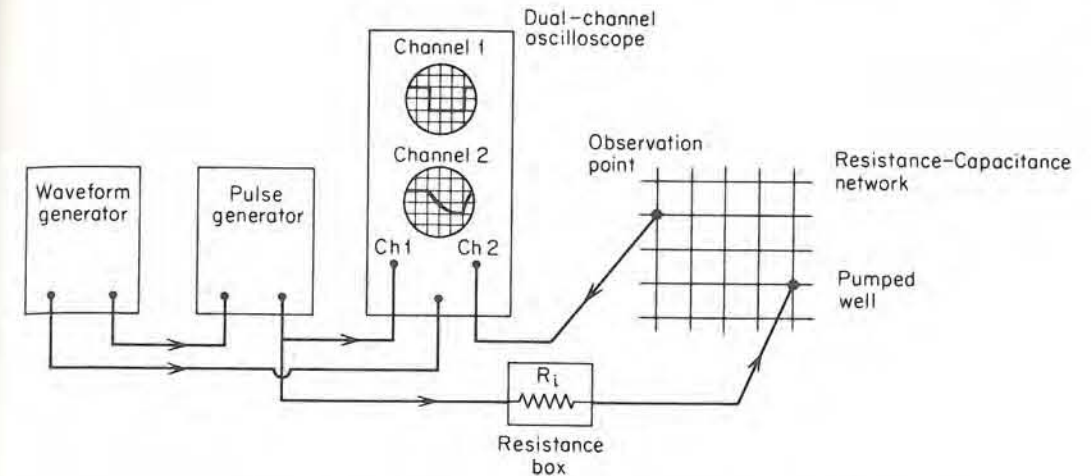 Dual-channel
oscilloscope
Channel 1
Channel 2
Ch 1
Ch 2
Waveform
generator
Pulse
generator
Observation
point
Resistance-Capacitance
network
Pumped
well
Ri
Resistance
box